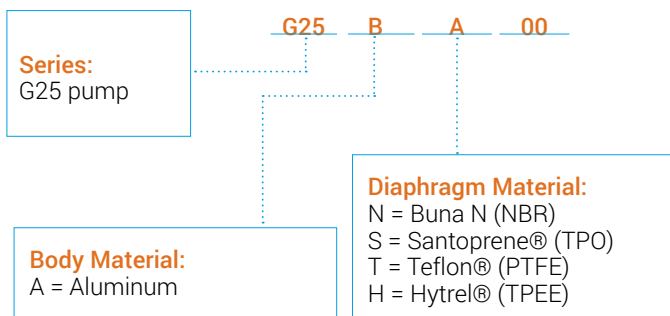 G25 B A 00
Series:
G25 pump
Diaphragm Material:
N = Buna N (NBR)
S = Santoprene® (TPO)
T = Teflon® (PTFE)
H = Hytrel® (TPEE)
Body Material:
A = Aluminum